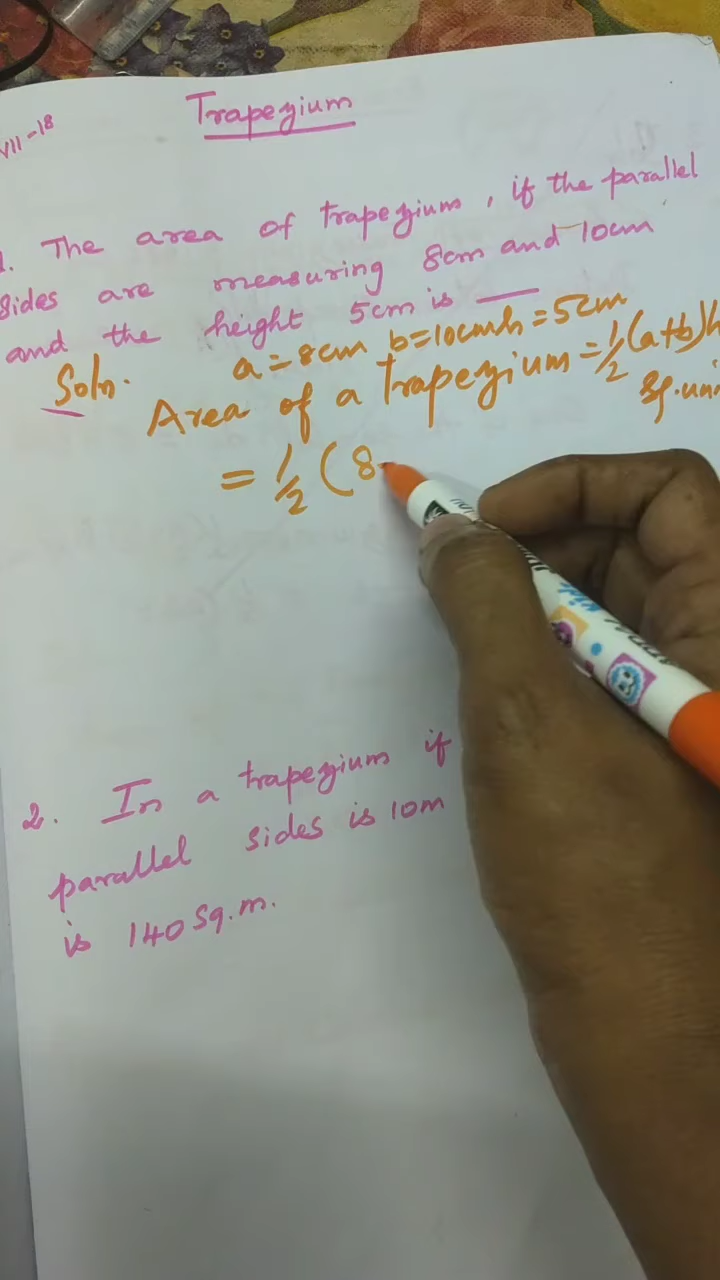 Trapezium
VII-18
1. The area of trapezium, if the parallel
sides are measuring 8cm and 10cm
and the height 5cm is ___
Soln. a=8cm b=10cm h=5cm
Area of a trapezium = 1/2 (a+b)h
Sq.uni
= 1/2 (8
2. In a trapezium if
parallel sides is 10m
is 140 Sq.m.